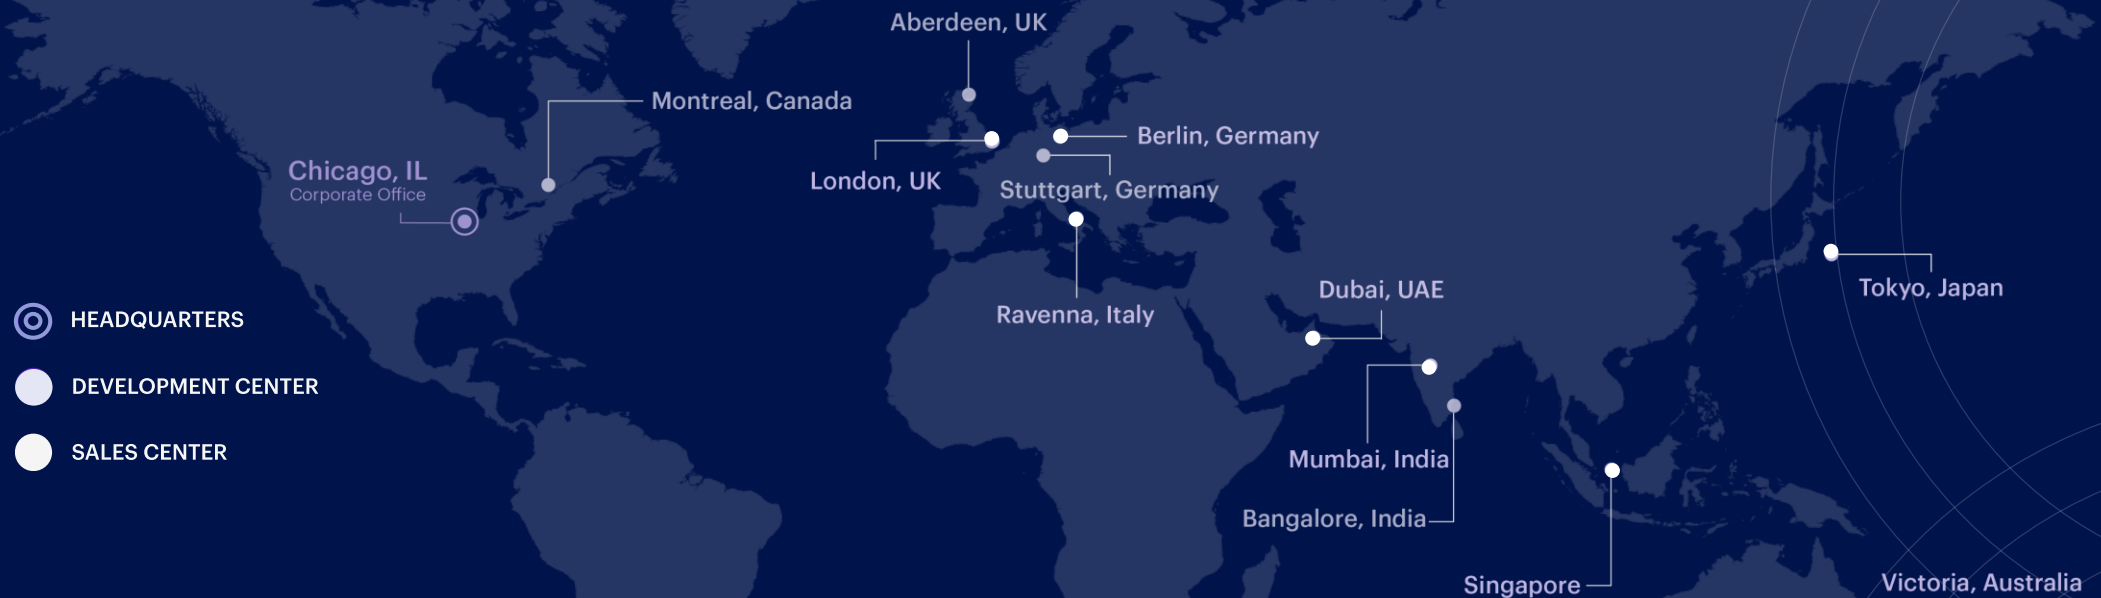 Aberdeen, UK
Montreal, Canada
Berlin, Germany
Chicago, IL
Corporate Office
London, UK
Stuttgart, Germany
Dubai, UAE
Tokyo, Japan
Ravenna, Italy
HEADQUARTERS
DEVELOPMENT CENTER
SALES CENTER
Mumbai, India
Bangalore, India
Singapore
Victoria, Australia